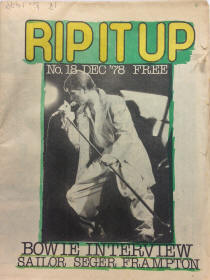 RIP IT UP
No. 18 DEC '78 FREE
BOWIE INTERVIEW
SAILOR SEGER FRAMPTON